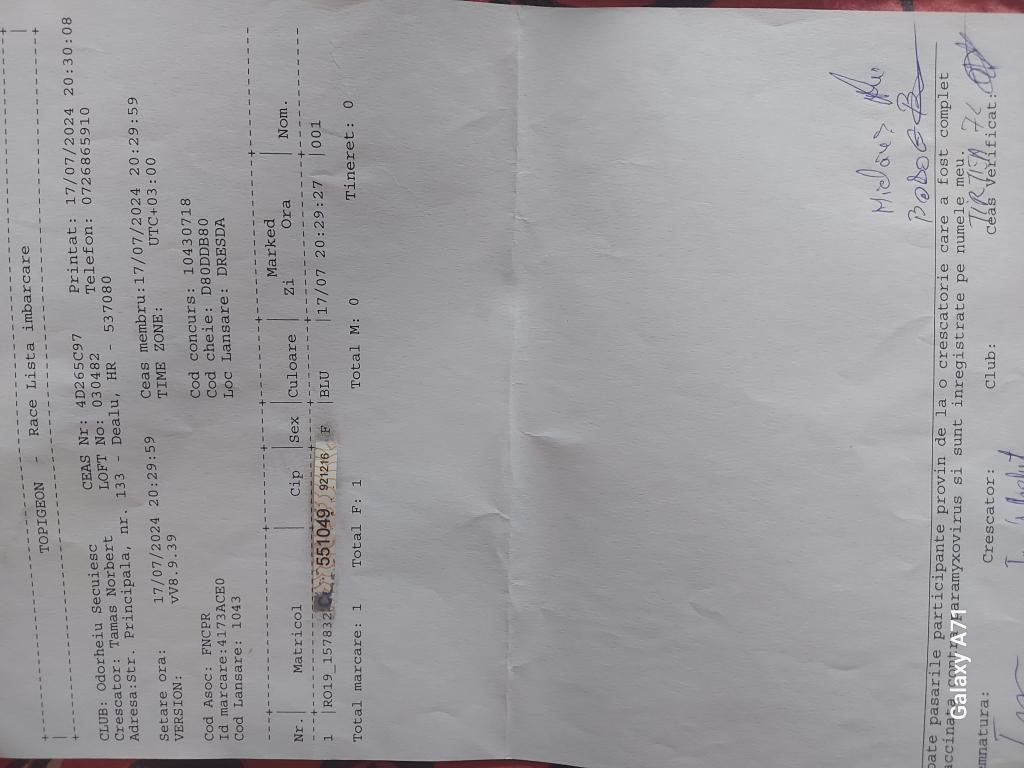 TOPIGEON - Race Lista imbarcare
CEAS Nr: 4D265C97 Printat: 17/07/2024 20:30:08
CLUB: Odorheiu Secuiesc LOFT No: 030482 Telefon: 0726865910
Crescator: Tamas Norbert
Adresa:Str. Principala, nr. 133 - Dealu, HR - 537080
Ceas membru:17/07/2024 20:29:59
Setare ora: 17/07/2024 20:29:59 TIME ZONE: UTC+03:00
VERSION: vV8.9.39
Cod concurs: 10430718
Cod Asoc: FNCPR Cod cheie: D80DDB80
Id marcare:4173ACE0 Loc Lansare: DRESDA
Cod Lansare: 1043
Marked
Nr.| Matricol | Cip |Sex |Culoare | Zi Ora | Nom.
1 |RO19_157832 551049 921216 F |BLU |17/07 20:29:27 |001
Total marcare: 1 Total F: 1 Total M: 0 Tineret: 0
pasarile participante provin de la o crescatorie care a fost complet
contra paramyxovirus si sunt inregistrate pe numele meu.
Crescator: Club: ceas verificat:
Galaxy A71